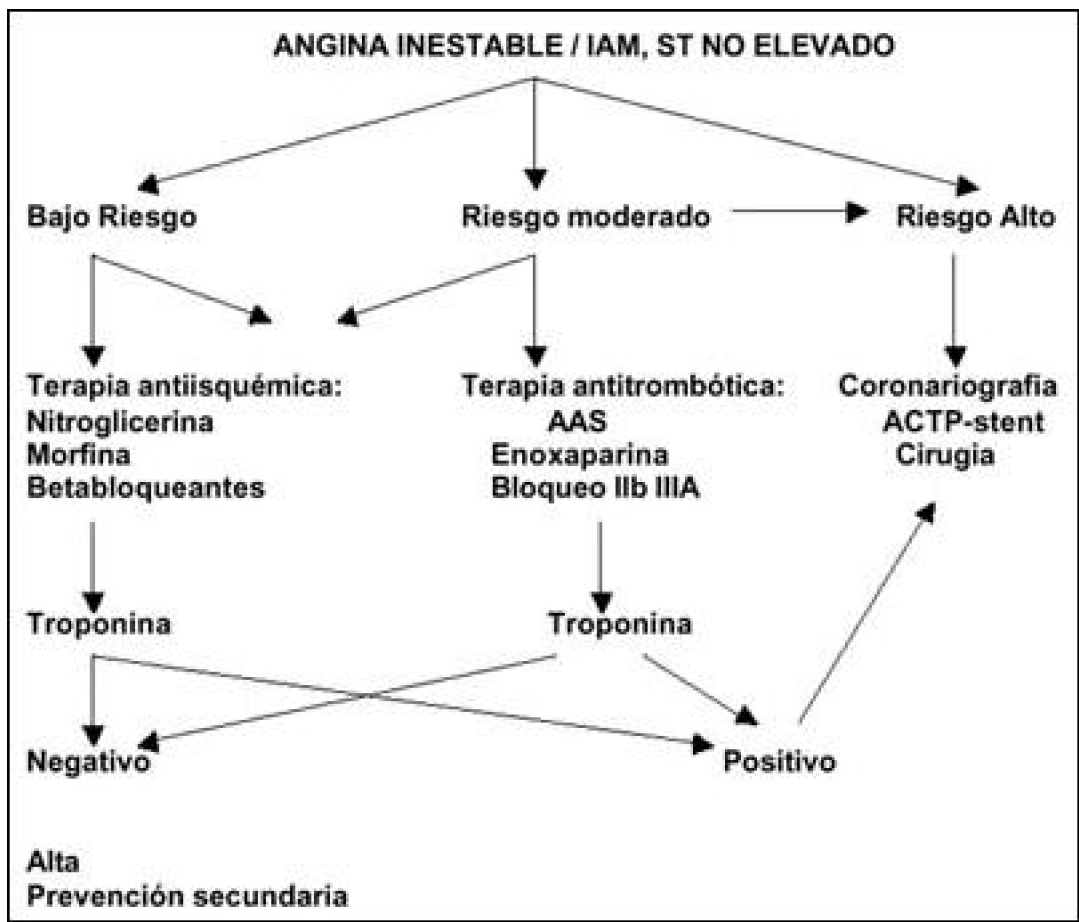 ANGINA INESTABLE / IAM, ST NO ELEVADO
Bajo Riesgo
Riesgo moderado
Riesgo Alto
Terapia antiisquémica:
Nitroglicerina
Morfina
Betabloqueantes
Terapia antitrombótica:
AAS
Enoxaparina
Bloqueo IIb IIIA
Coronariografia
ACTP-stent
Cirugia
Troponina
Troponina
Negativo
Positivo
Alta
Prevención secundaria